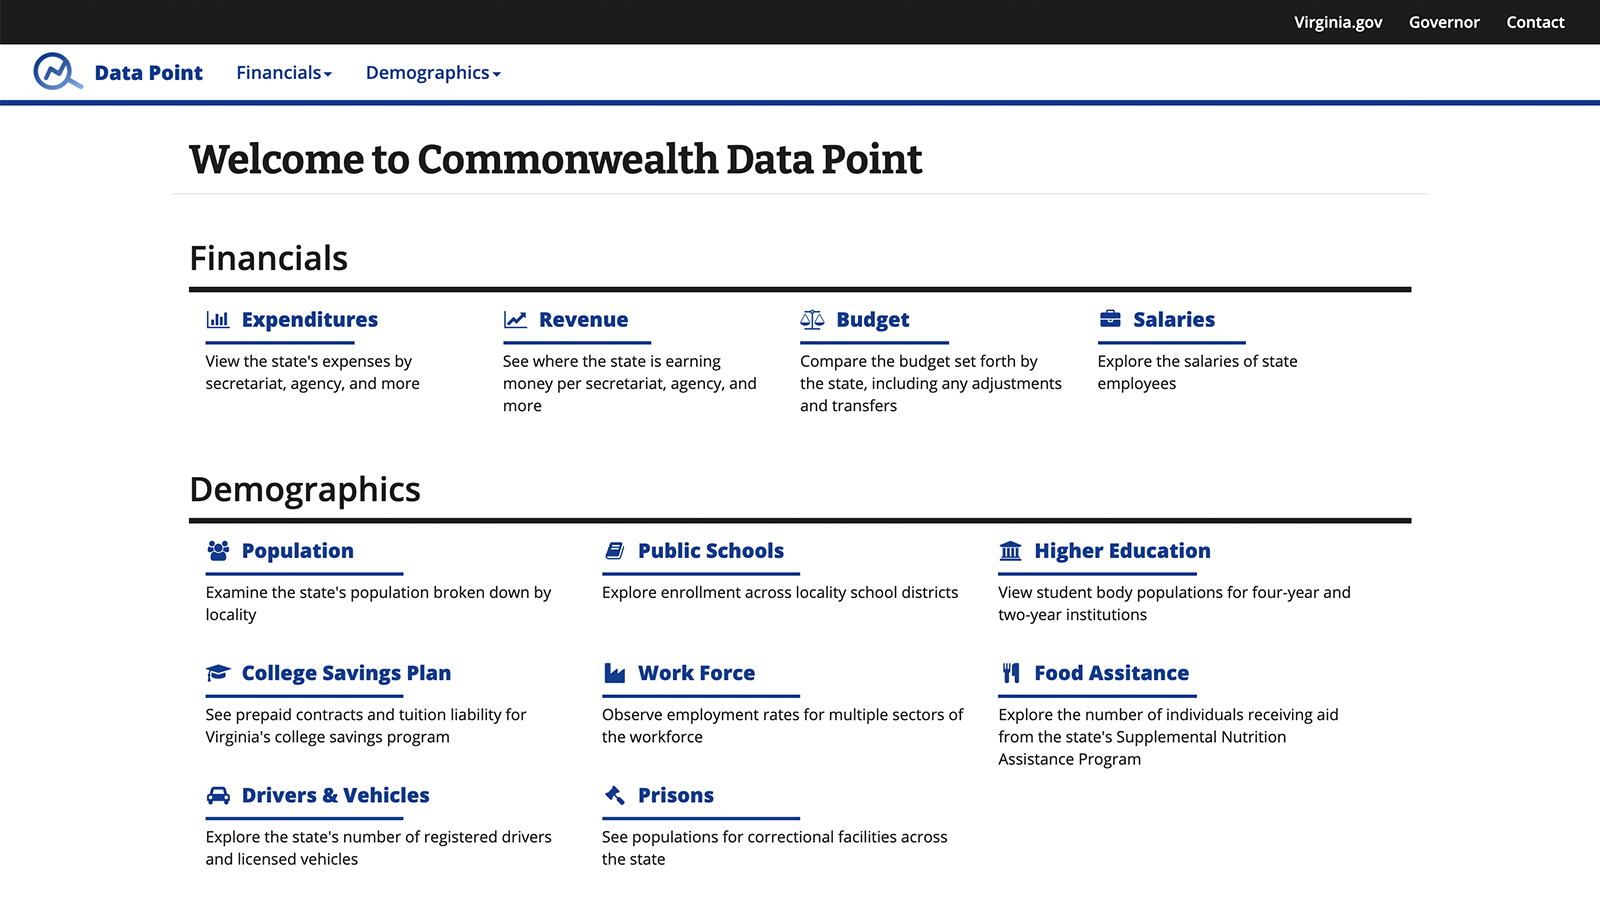 Virginia.gov Governor Contact
Data Point Financials Demographics
Welcome to Commonwealth Data Point
Financials
Expenditures
View the state's expenses by
secretariat, agency, and more
Revenue
See where the state is earning
money per secretariat, agency, and
more
Budget
Compare the budget set forth by
the state, including any adjustments
and transfers
Salaries
Explore the salaries of state
employees
Demographics
Population
Examine the state's population broken down by
locality
Public Schools
Explore enrollment across locality school districts
Higher Education
View student body populations for four-year and
two-year institutions
College Savings Plan
See prepaid contracts and tuition liability for
Virginia's college savings program
Work Force
Observe employment rates for multiple sectors of
the workforce
Food Assitance
Explore the number of individuals receiving aid
from the state's Supplemental Nutrition
Assistance Program
Drivers & Vehicles
Explore the state's number of registered drivers
and licensed vehicles
Prisons
See populations for correctional facilities across
the state